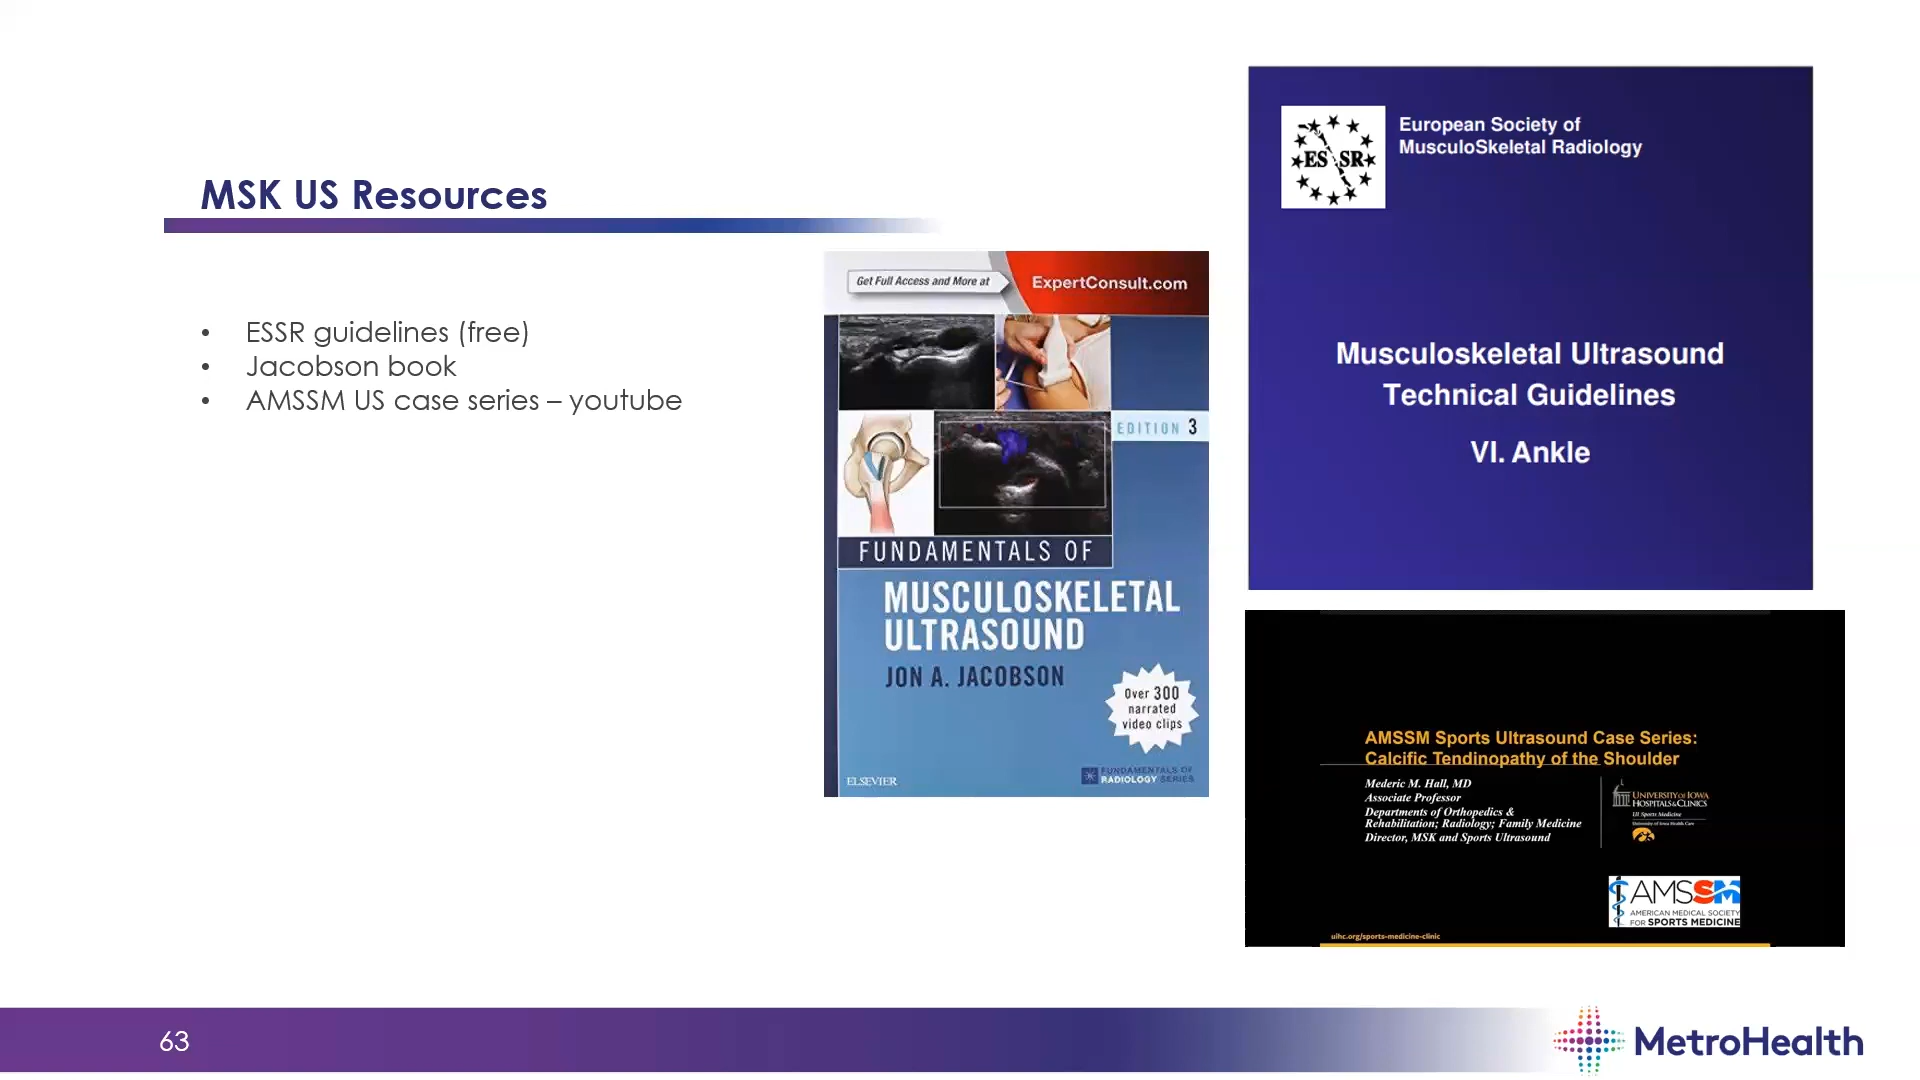 MSK US Resources
• ESSR guidelines (free)
• Jacobson book
• AMSSM US case series – youtube
Get Full Access and More at
ExpertConsult.com
EDITION 3
FUNDAMENTALS OF
MUSCULOSKELETAL
ULTRASOUND
JON A. JACOBSON
Over 300
narrated
video clips
ELSEVIER
FUNDAMENTALS OF
RADIOLOGY SERIES
ESSR
European Society of
MusculoSkeletal Radiology
Musculoskeletal Ultrasound
Technical Guidelines
VI. Ankle
AMSSM Sports Ultrasound Case Series:
Calcific Tendinopathy of the Shoulder
Mederic M. Hall, MD
Associate Professor
Departments of Orthopedics &
Rehabilitation; Radiology; Family Medicine
Director, MSK and Sports Ultrasound
UNIVERSITY OF IOWA
HOSPITALS & CLINICS
UI Sports Medicine
University of Iowa Health Care
AMSSM
AMERICAN MEDICAL SOCIETY
FOR SPORTS MEDICINE
uihc.org/sports-medicine-clinic
63
MetroHealth